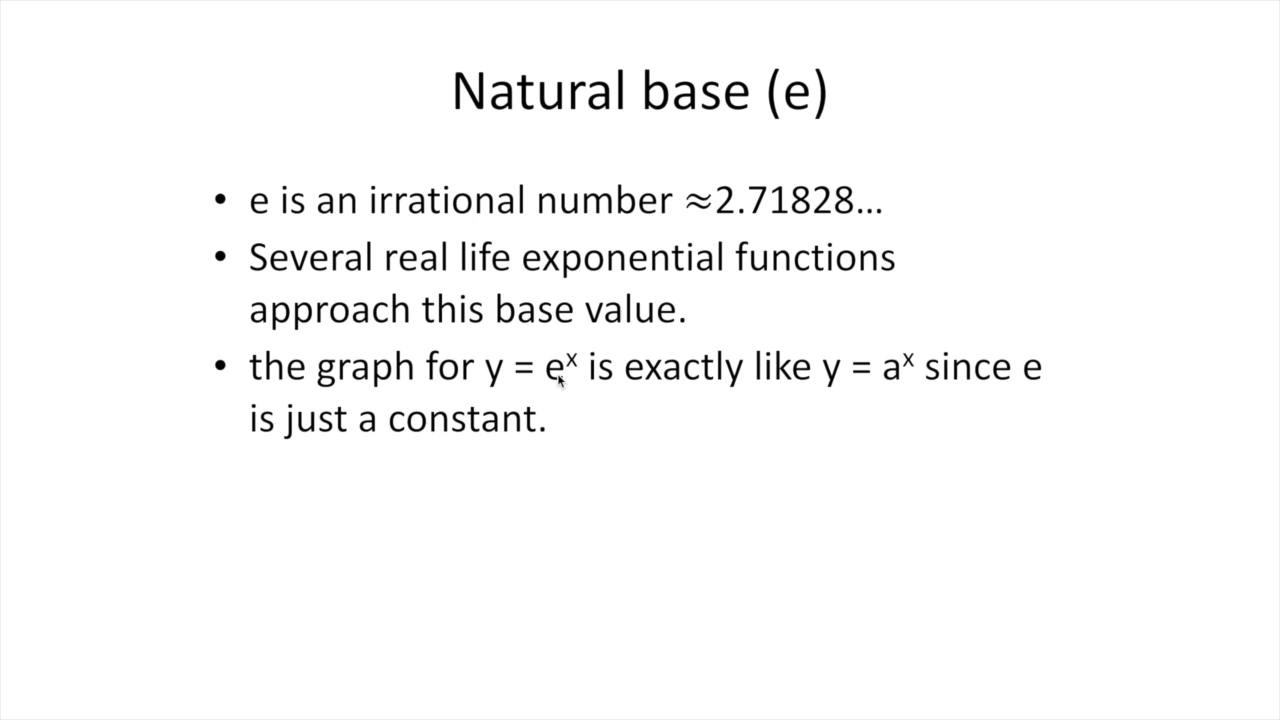 Natural base (e)
• e is an irrational number ≈2.71828…
• Several real life exponential functions
approach this base value.
• the graph for y = eˣ is exactly like y = aˣ since e
is just a constant.